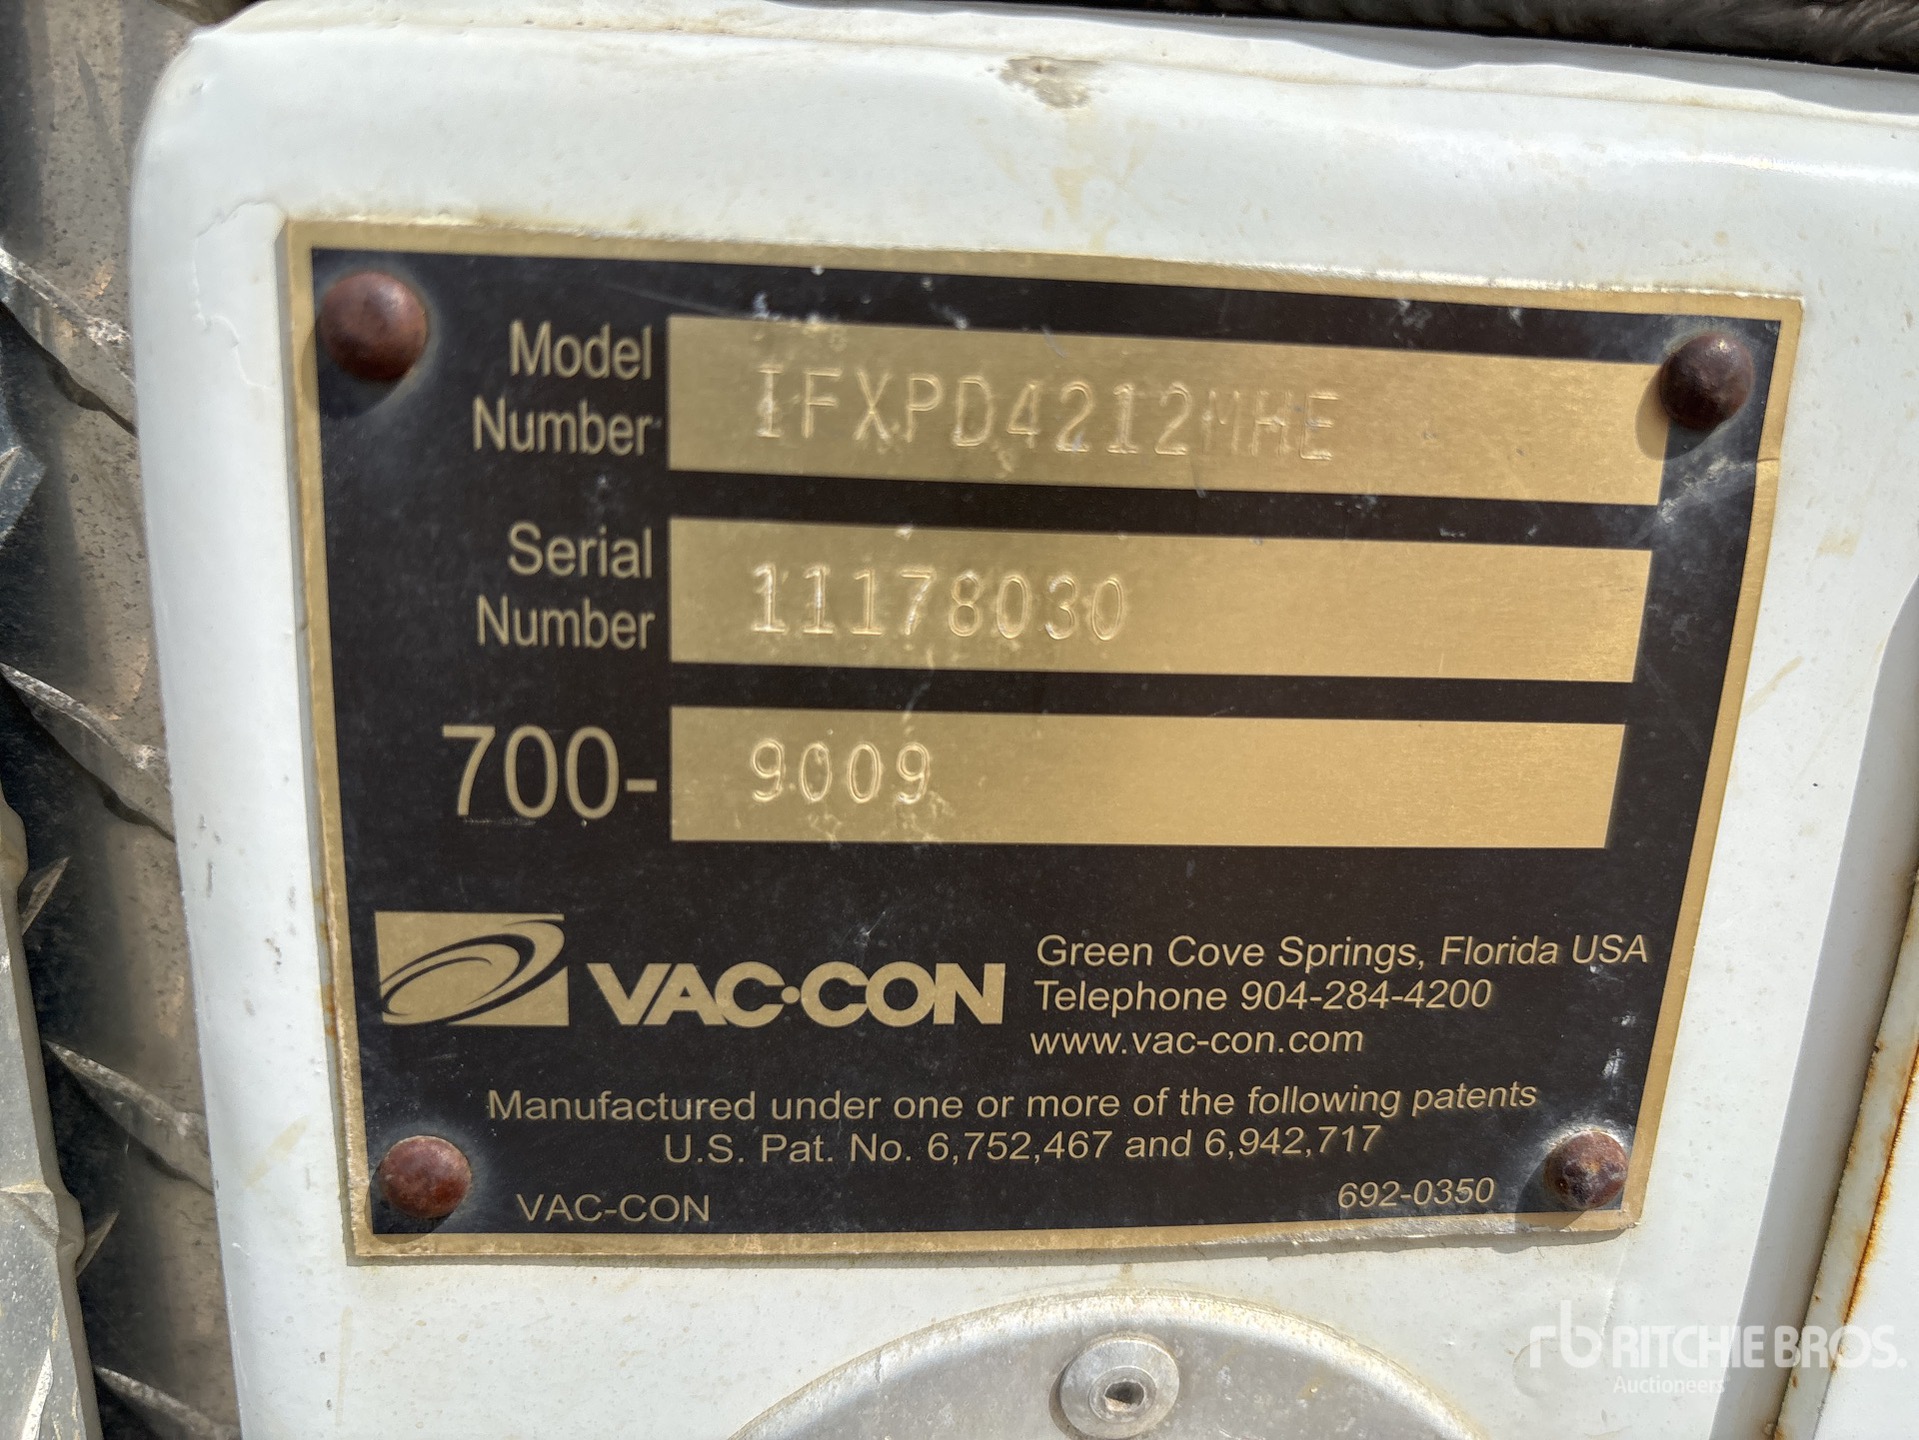 Model
Number
IFXPD4212MHE
Serial
Number
11178030
700-
9009
VAC·CON
Green Cove Springs, Florida USA
Telephone 904-284-4200
www.vac-con.com
Manufactured under one or more of the following patents
U.S. Pat. No. 6,752,467 and 6,942,717
VAC-CON
692-0350
rb RITCHIE BROS.
Auctioneers